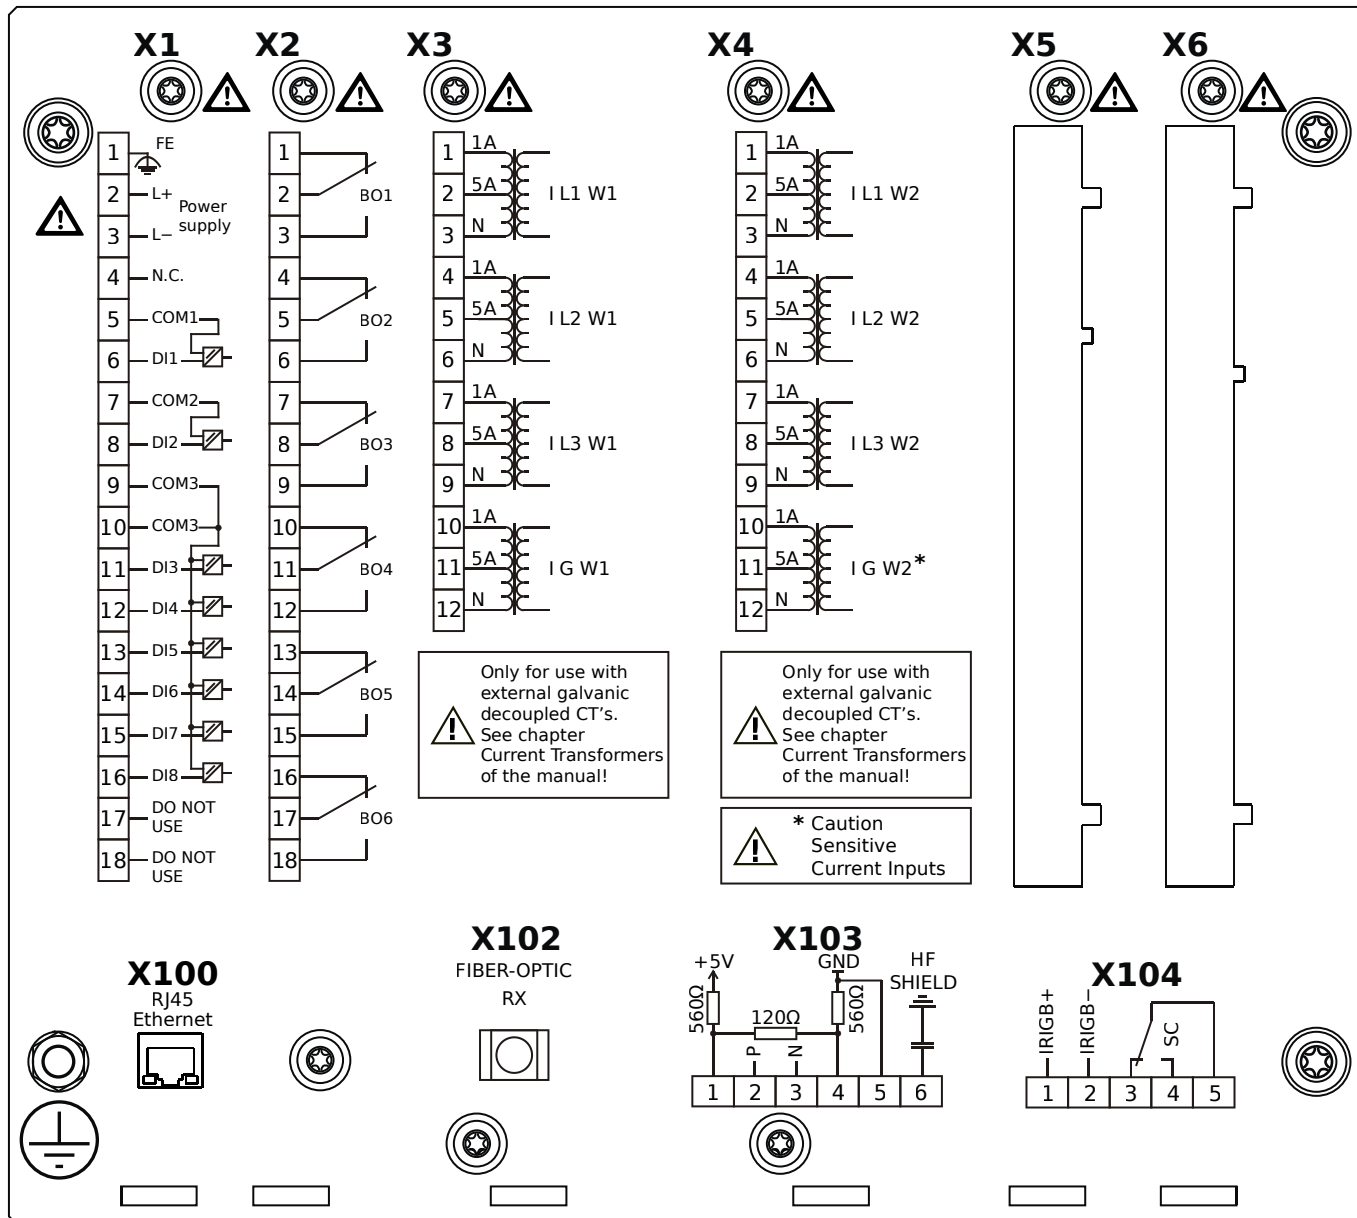 X1 X2 X3 X4 X5 X6
1 FE
2 L+
3 L−
Power
supply
4 N.C.
5 COM1
6 DI1
7 COM2
8 DI2
9 COM3
10 COM3
11 DI3
12 DI4
13 DI5
14 DI6
15 DI7
16 DI8
17 DO NOT
USE
18 DO NOT
USE
1
2 BO1
3
4
5 BO2
6
7
8 BO3
9
10
11 BO4
12
13
14 BO5
15
16
17 BO6
18
1 1A
2 5A I L1 W1
3 N
4 1A
5 5A I L2 W1
6 N
7 1A
8 5A I L3 W1
9 N
10 1A
11 5A I G W1
12 N
Only for use with
external galvanic
decoupled CT's.
See chapter
Current Transformers
of the manual!
1 1A
2 5A I L1 W2
3 N
4 1A
5 5A I L2 W2
6 N
7 1A
8 5A I L3 W2
9 N
10 1A
11 5A I G W2*
12 N
Only for use with
external galvanic
decoupled CT's.
See chapter
Current Transformers
of the manual!
* Caution
Sensitive
Current Inputs
X100
RJ45
Ethernet
X102
FIBER-OPTIC
RX
X103
+5V GND HF
SHIELD
560Ω 120Ω 560Ω
P N
1 2 3 4 5 6
X104
IRIGB+ IRIGB− SC
1 2 3 4 5